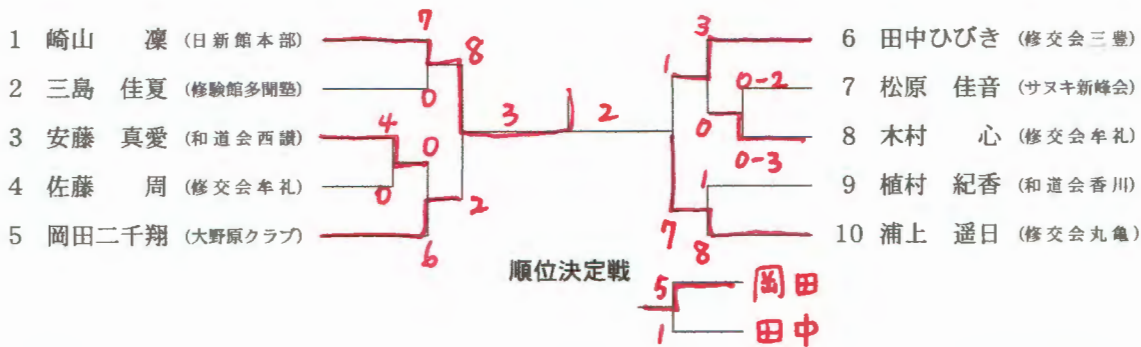 1 崎山 凜 (日新館本部)
2 三島 佳夏 (修験館多聞塾)
3 安藤 真愛 (和道会西讃)
4 佐藤 周 (修交会牟礼)
5 岡田二千翔 (大野原クラブ)
7
0
4
0
0
6
8
2
3
2
1
7
3
0
0-2
0-3
1
8
6 田中ひびき (修交会三豊)
7 松原 佳音 (サヌキ新峰会)
8 木村 心 (修交会牟礼)
9 植村 紀香 (和道会香川)
10 浦上 遥日 (修交会丸亀)
順位決定戦
5 岡田
1 田中